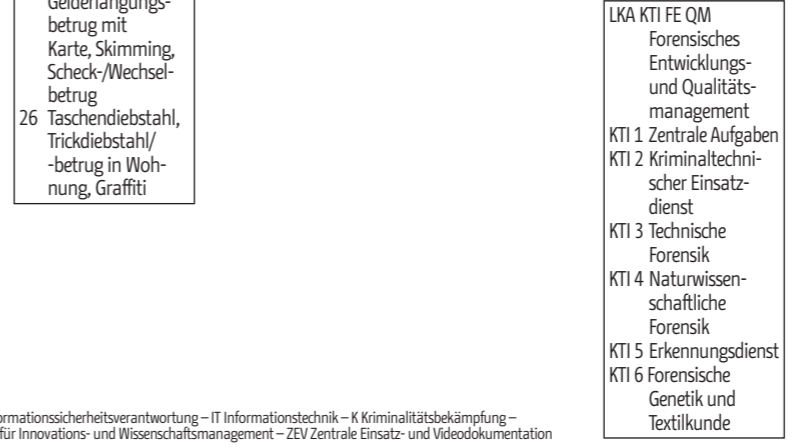 betrug mit
Karte, Skimming,
Scheck-/Wechsel-
betrug
26 Taschendiebstahl,
Trickdiebstahl/
-betrug in Woh-
nung, Graffiti
LKA KTI FE QM
Forensisches
Entwicklungs-
und Qualitäts-
management
KTI 1 Zentrale Aufgaben
KTI 2 Kriminaltechni-
scher Einsatz-
dienst
KTI 3 Technische
Forensik
KTI 4 Naturwissen-
schaftliche
Forensik
KTI 5 Erkennungsdienst
KTI 6 Forensische
Genetik und
Textilkunde
ormationssicherheitsverantwortung – IT Informationstechnik – K Kriminalitätsbekämpfung –
für Innovations- und Wissenschaftsmanagement – ZEV Zentrale Einsatz- und Videodokumentation